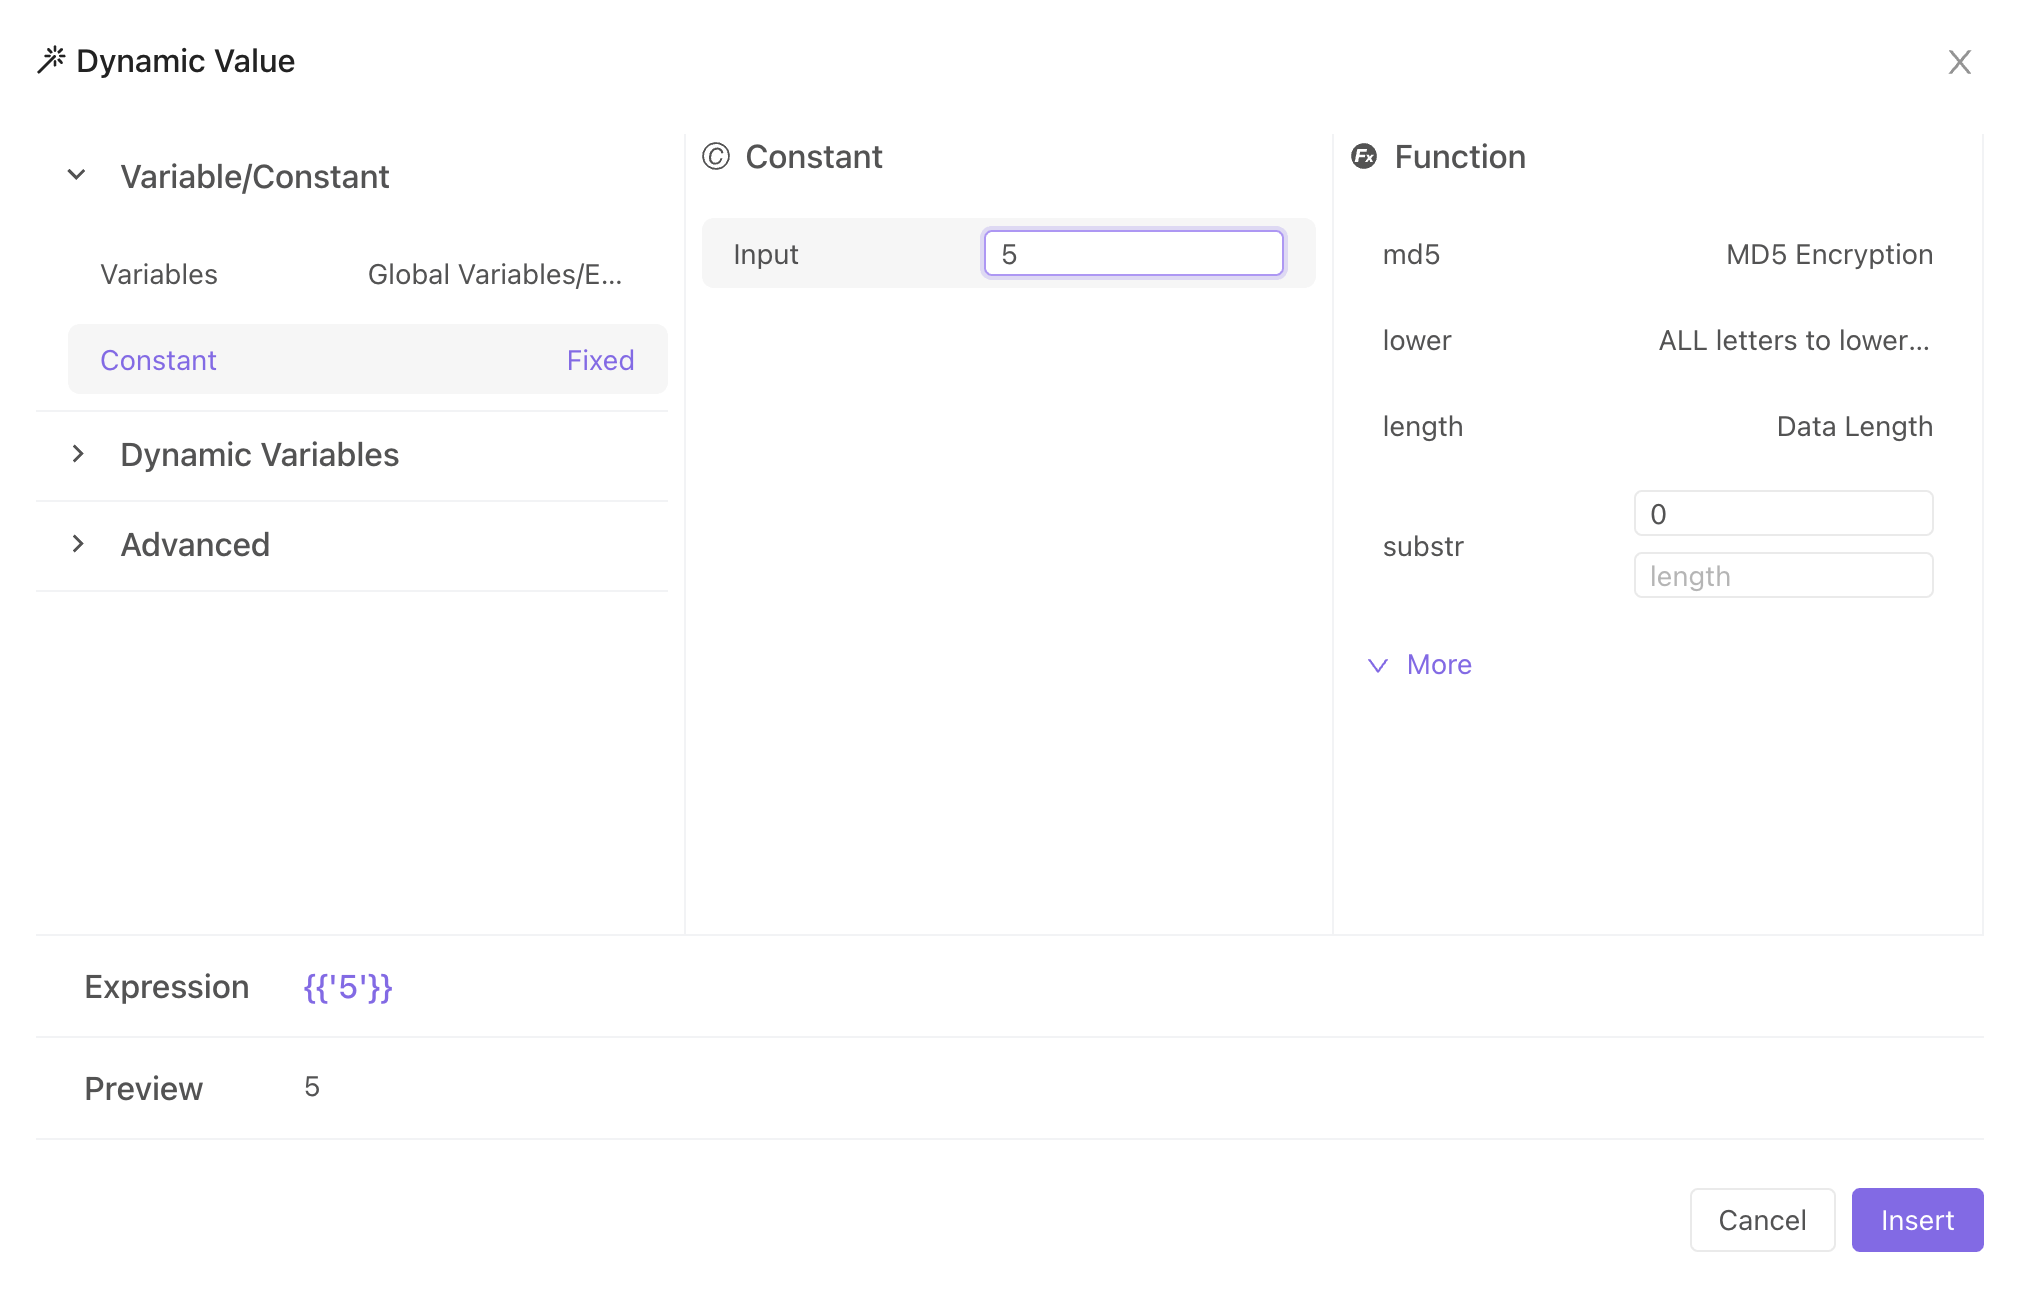 Dynamic Value
Variable/Constant
Variables Global Variables/E...
Constant Fixed
Dynamic Variables
Advanced
Constant
Input 5
Function
md5 MD5 Encryption
lower ALL letters to lower...
length Data Length
substr 0
length
More
Expression {{'5'}}
Preview 5
Cancel Insert